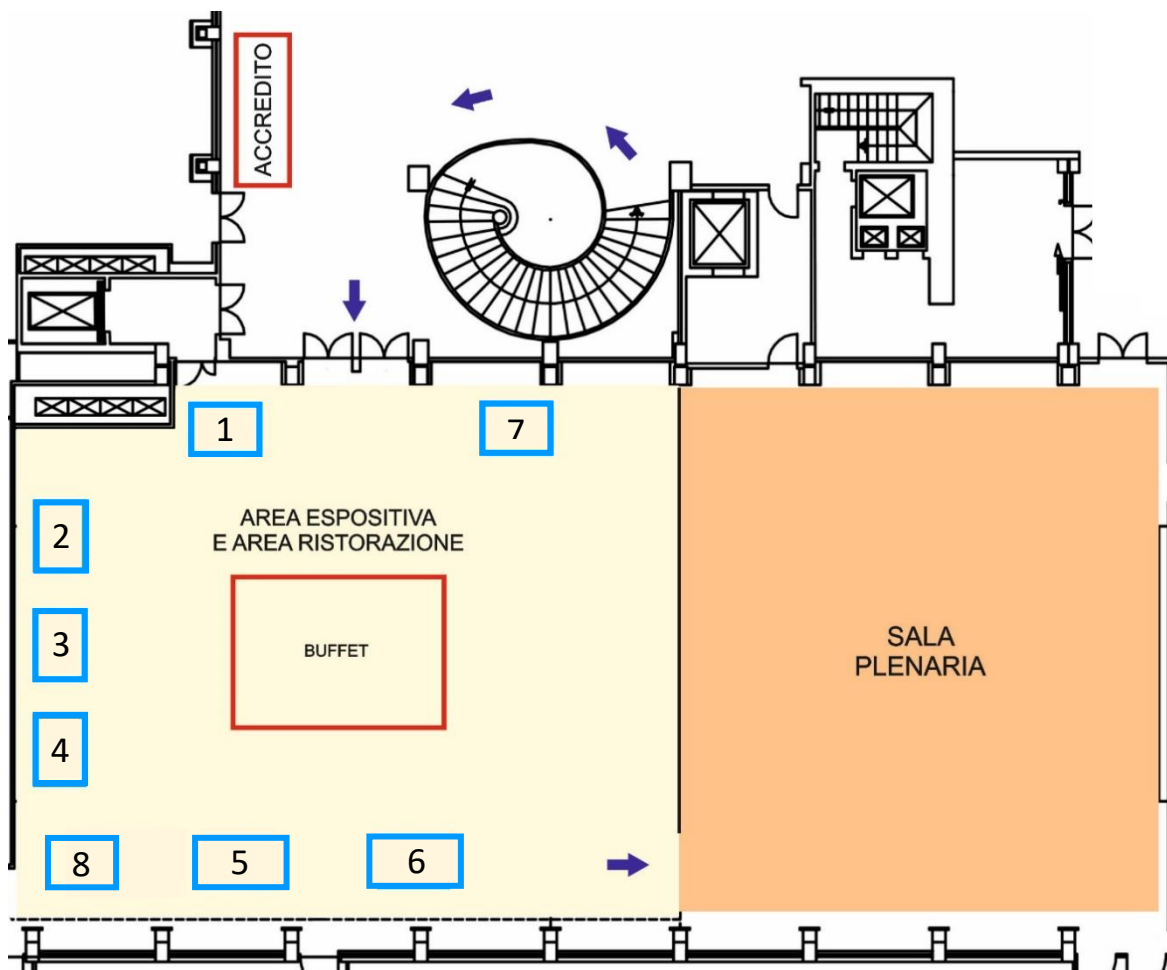 ACCREDITO
1
7
2
AREA ESPOSITIVA
E AREA RISTORAZIONE
3
BUFFET
SALA
PLENARIA
4
8
5
6